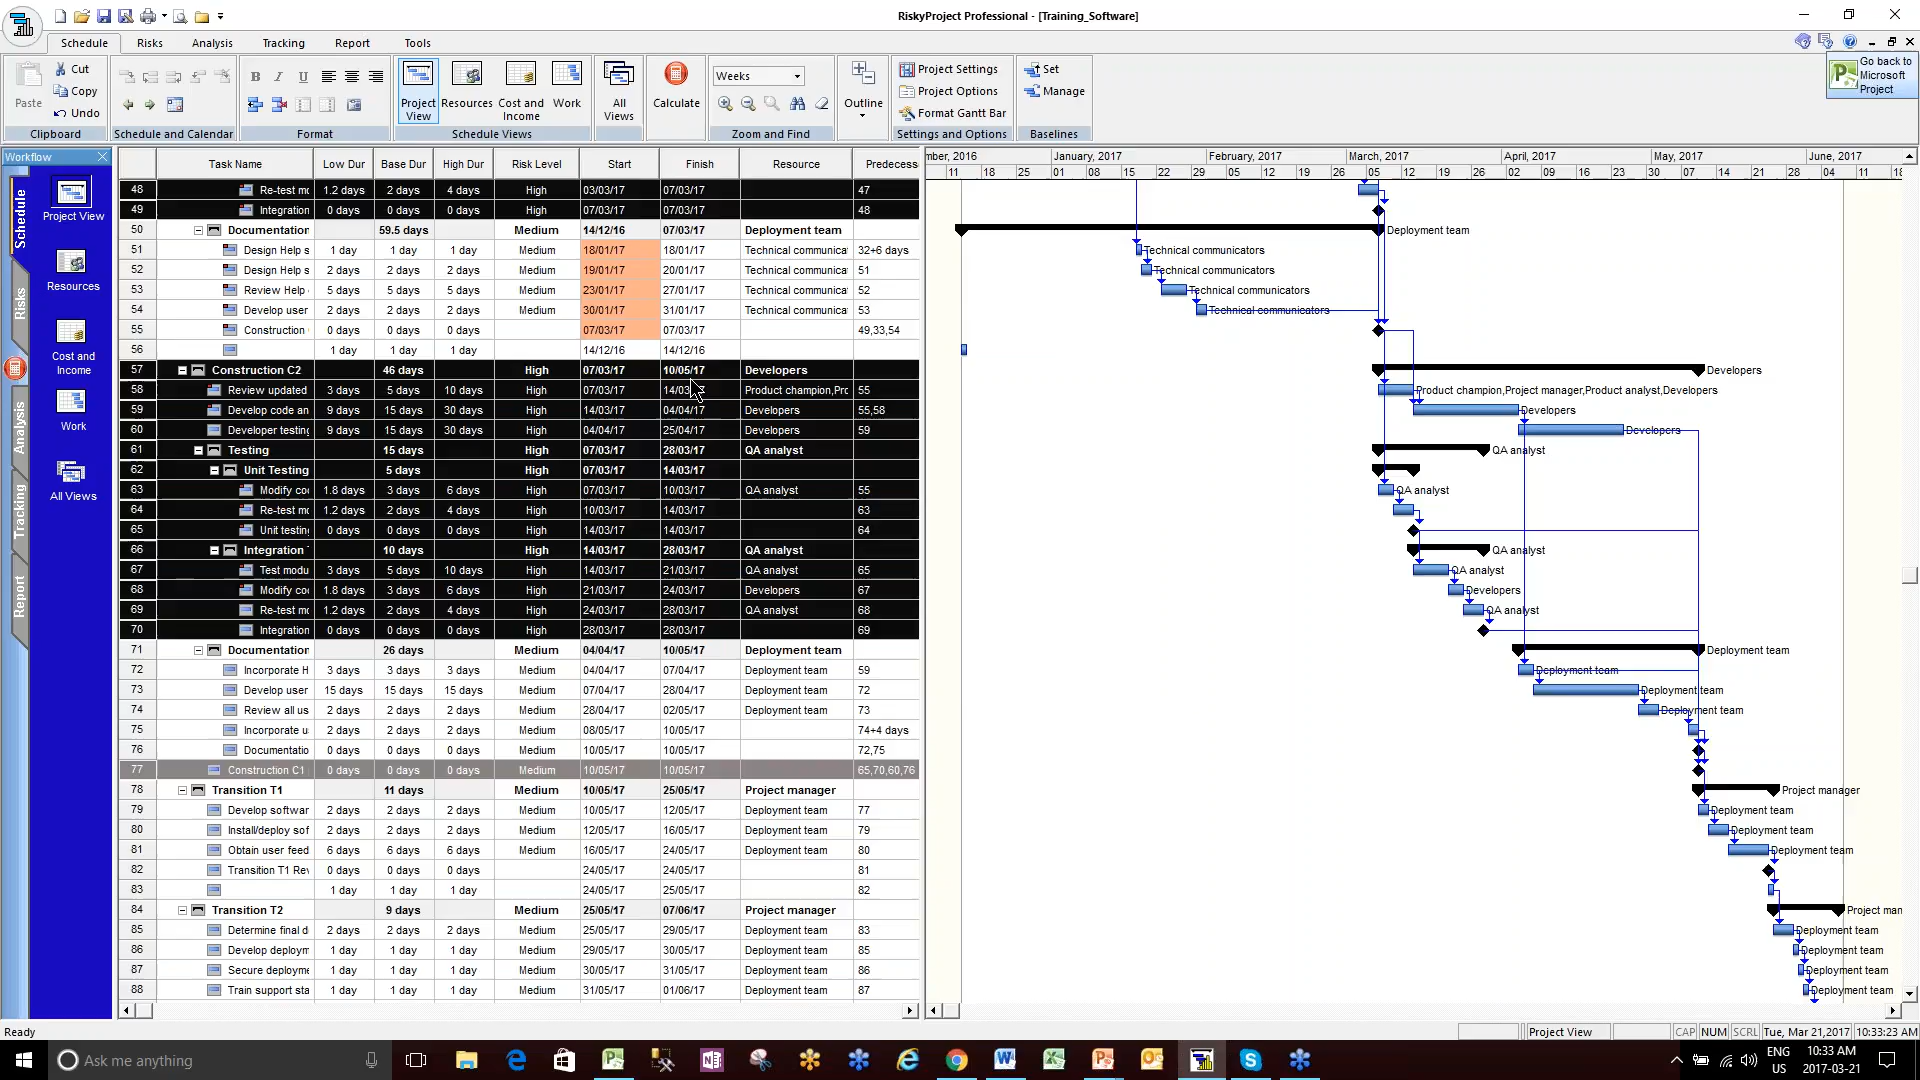 RiskyProject Professional - [Training_Software]
Schedule Risks Analysis Tracking Report Tools
Paste Cut Copy Undo
Clipboard
Schedule and Calendar
B I U
Format
Project View Resources Cost and Income Work
Schedule Views
All Views
Calculate
Weeks
Zoom and Find
Outline
Project Settings
Project Options
Format Gantt Bar
Settings and Options
Set
Manage
Baselines
Go back to Microsoft Project
Workflow
Schedule
Risks
Analysis
Tracking
Report
Project View
Resources
Cost and Income
Work
All Views
Task Name Low Dur Base Dur High Dur Risk Level Start Finish Resource Predecess
48 Re-test mo 1.2 days 2 days 4 days High 03/03/17 07/03/17 47
49 Integration 0 days 0 days 0 days High 07/03/17 07/03/17 48
50 Documentation 59.5 days Medium 14/12/16 07/03/17 Deployment team
51 Design Help s 1 day 1 day 1 day Medium 18/01/17 18/01/17 Technical communica 32+6 days
52 Design Help s 2 days 2 days 2 days Medium 19/01/17 20/01/17 Technical communica 51
53 Review Help 5 days 5 days 5 days Medium 23/01/17 27/01/17 Technical communica 52
54 Develop user 2 days 2 days 2 days Medium 30/01/17 31/01/17 Technical communica 53
55 Construction 0 days 0 days 0 days 07/03/17 07/03/17 49,33,54
56 1 day 1 day 1 day 14/12/16 14/12/16
57 Construction C2 46 days High 07/03/17 10/05/17 Developers
58 Review updated 3 days 5 days 10 days High 07/03/17 14/03/17 Product champion,Prc 55
59 Develop code an 9 days 15 days 30 days High 14/03/17 04/04/17 Developers 55,58
60 Developer testing 9 days 15 days 30 days High 04/04/17 25/04/17 Developers 59
61 Testing 15 days High 07/03/17 28/03/17 QA analyst
62 Unit Testing 5 days High 07/03/17 14/03/17
63 Modify co 1.8 days 3 days 6 days High 07/03/17 10/03/17 QA analyst 55
64 Re-test mo 1.2 days 2 days 4 days High 10/03/17 14/03/17 63
65 Unit testing 0 days 0 days 0 days High 14/03/17 14/03/17 64
66 Integration 10 days High 14/03/17 28/03/17 QA analyst
67 Test modu 3 days 5 days 10 days High 14/03/17 21/03/17 QA analyst 65
68 Modify co 1.8 days 3 days 6 days High 21/03/17 24/03/17 Developers 67
69 Re-test mo 1.2 days 2 days 4 days High 24/03/17 28/03/17 QA analyst 68
70 Integration 0 days 0 days 0 days High 28/03/17 28/03/17 69
71 Documentation 26 days Medium 04/04/17 10/05/17 Deployment team
72 Incorporate H 3 days 3 days 3 days Medium 04/04/17 07/04/17 Deployment team 59
73 Develop user 15 days 15 days 15 days Medium 07/04/17 28/04/17 Deployment team 72
74 Review all us 2 days 2 days 2 days Medium 28/04/17 02/05/17 Deployment team 73
75 Incorporate u 2 days 2 days 2 days Medium 08/05/17 10/05/17 74+4 days
76 Documentatio 0 days 0 days 0 days Medium 10/05/17 10/05/17 72,75
77 Construction C1 0 days 0 days 0 days Medium 10/05/17 10/05/17 65,70,60,76
78 Transition T1 11 days Medium 10/05/17 25/05/17 Project manager
79 Develop softwar 2 days 2 days 2 days Medium 10/05/17 12/05/17 Deployment team 77
80 Install/deploy sof 2 days 2 days 2 days Medium 12/05/17 16/05/17 Deployment team 79
81 Obtain user feed 6 days 6 days 6 days Medium 16/05/17 24/05/17 Deployment team 80
82 Transition T1 Rev 0 days 0 days 0 days 24/05/17 24/05/17 81
83 1 day 1 day 1 day 24/05/17 25/05/17 82
84 Transition T2 9 days Medium 25/05/17 07/06/17 Project manager
85 Determine final d 2 days 2 days 2 days Medium 25/05/17 29/05/17 Deployment team 83
86 Develop deploym 1 day 1 day 1 day Medium 29/05/17 30/05/17 Deployment team 85
87 Secure deployme 1 day 1 day 1 day Medium 30/05/17 31/05/17 Deployment team 86
88 Train support sta 1 day 1 day 1 day Medium 31/05/17 01/06/17 Deployment team 87
mber, 2016 January, 2017 February, 2017 March, 2017 April, 2017 May, 2017 June, 2017
11 18 25 01 08 15 22 29 05 12 19 26 05 12 19 26 02 09 16 23 30 07 14 21 28 04 11 18
Deployment team
Technical communicators
Technical communicators
Technical communicators
Technical communicators
Developers
Product champion,Project manager,Product analyst,Developers
Developers
Developers
QA analyst
QA analyst
QA analyst
QA analyst
Developers
QA analyst
Deployment team
Deployment team
Deployment team
Deployment team
Project manager
Deployment team
Deployment team
Deployment team
Project man
Deployment team
Deployment team
Deployment team
Deployment team
Ready Project View CAP NUM SCRL Tue, Mar 21,2017 10:33:23 AM
Ask me anything
ENG
US
10:33 AM
2017-03-21